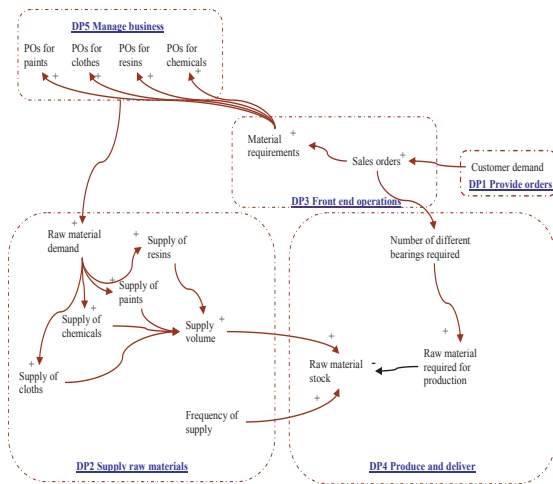 DP5 Manage business
POs for POs for POs for POs for
paints clothes resins chemicals
+ + + +
Material +
requirements
+
Sales orders +
Customer demand
DP1 Provide orders
DP3 Front end operations
+
Raw material
demand
+ Supply
of resins
Number of different
bearings required
+ Supply
of paints
+
Supply of
chemicals
Supply +
volume
+
Supply of
cloths
+
Raw material -
stock
+
+
Raw material
required for
production
Frequency of
supply
DP2 Supply raw materials
DP4 Produce and deliver